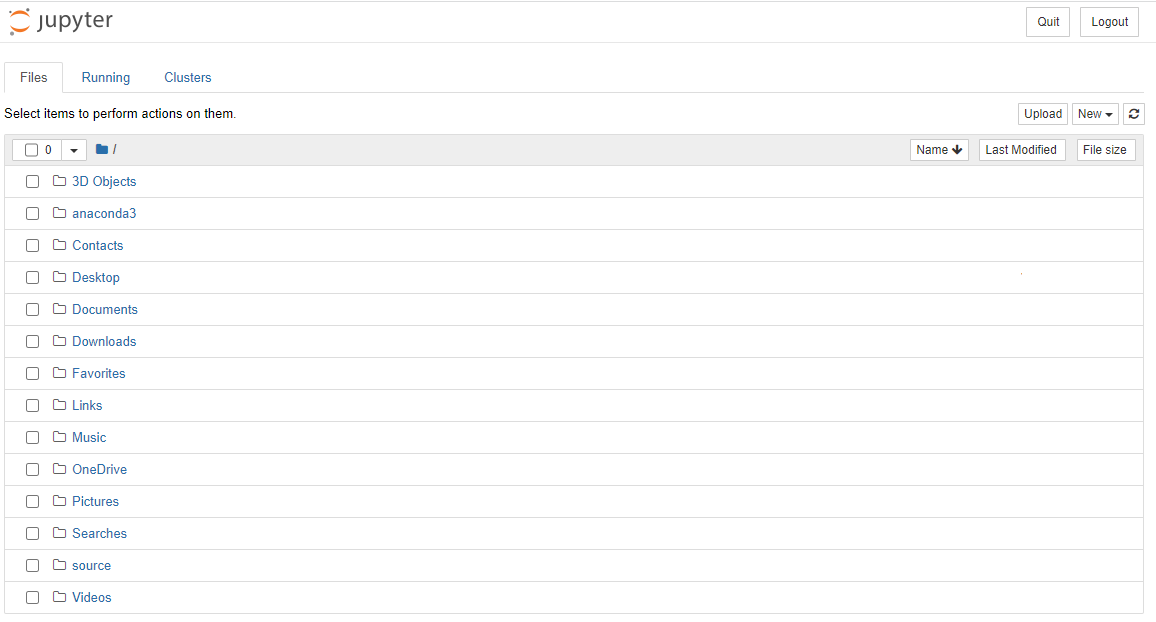 jupyter Quit Logout
Files Running Clusters
Select items to perform actions on them. Upload New
0 / Name Last Modified File size
3D Objects
anaconda3
Contacts
Desktop
Documents
Downloads
Favorites
Links
Music
OneDrive
Pictures
Searches
source
Videos